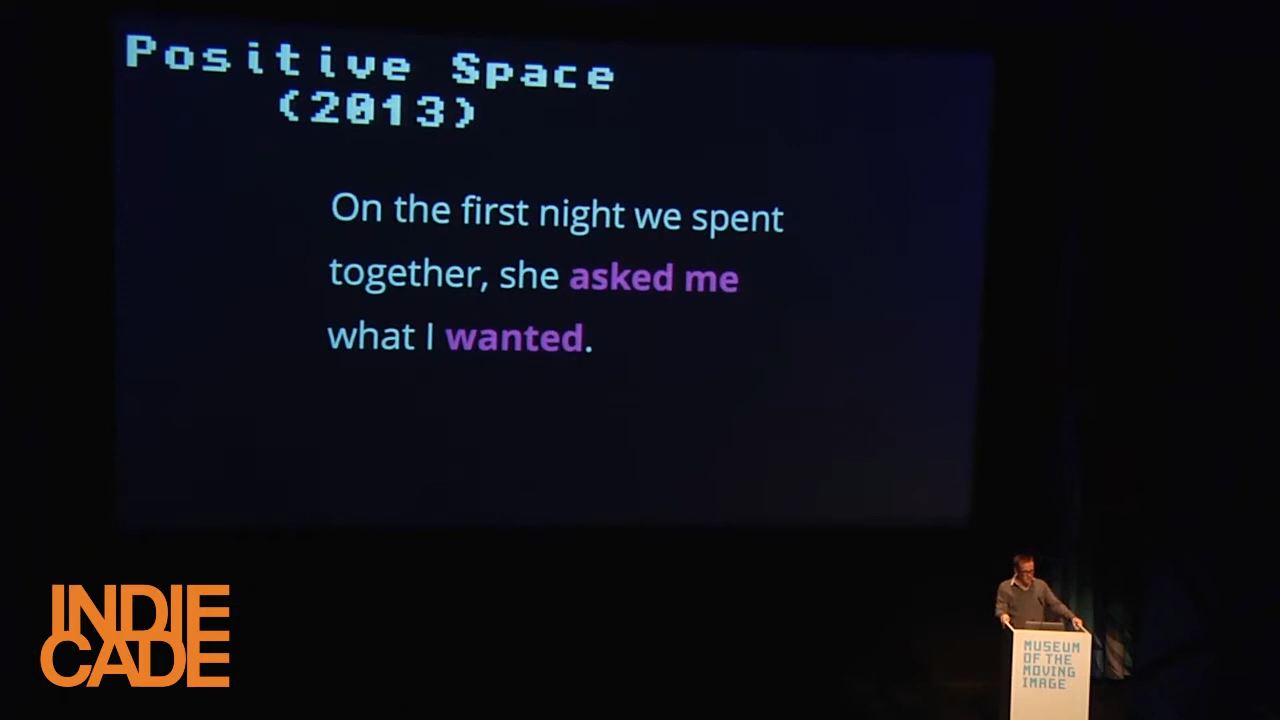 Positive Space
(2013)
On the first night we spent
together, she asked me
what I wanted.
INDIE
CADE
MUSEUM
OF THE
MOVING
IMAGE